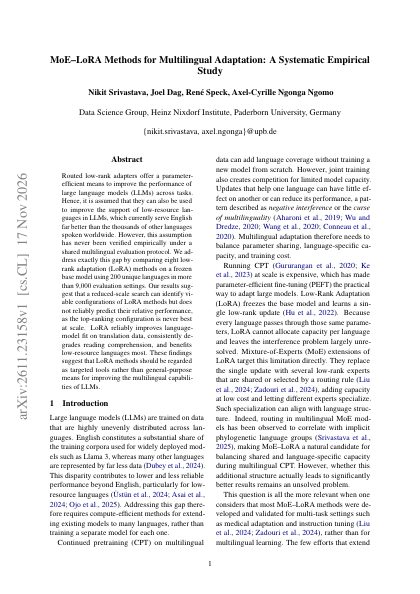 arXiv:2611.23158v1 [cs.CL] 17 Nov 2026
MoE–LoRA Methods for Multilingual Adaptation: A Systematic Empirical
Study
Nikit Srivastava, Joel Dag, René Speck, Axel-Cyrille Ngonga Ngomo
Data Science Group, Heinz Nixdorf Institute, Paderborn University, Germany
{nikit.srivastava, axel.ngonga}@upb.de
Abstract
Routed low-rank adapters offer a parameter-
efficient means to improve the performance of
large language models (LLMs) across tasks.
Hence, it is assumed that they can also be
used to improve the support of low-resource lan-
guages in LLMs, which currently serve English
far better than the thousands of other languages
spoken worldwide. However, this assumption
has never been verified empirically under a
shared multilingual evaluation protocol. We ad-
dress exactly this gap by comparing eight low-
rank adaptation (LoRA) methods on a frozen
base model using 200 unique languages in more
than 9,000 evaluation settings. Our results sug-
gest that a reduced-scale search can identify vi-
able configurations of LoRA methods but does
not reliably predict their relative performance,
as the top-ranking configuration is never best
at scale. LoRA reliably improves language-
model fit on translation data, consistently de-
grades reading comprehension, and benefits
low-resource languages most. These findings
suggest that LoRA methods should be regarded
as targeted tools rather than general-purpose
means for improving the multilingual capabili-
ties of LLMs.
1 Introduction
Large language models (LLMs) are trained on data
that are highly unevenly distributed across lan-
guages. English constitutes a substantial share of
the training corpora used for widely deployed mod-
els such as Llama 3, whereas many other languages
are represented by far less data (Dubey et al., 2024).
This disparity contributes to lower and less reliable
performance beyond English, particularly for low-
resource languages (Üstün et al., 2024; Asai et al.,
2024; Ojo et al., 2025). Addressing this gap there-
fore requires compute-efficient methods for extend-
ing existing models to many languages, rather than
training a separate model for each one.
Continued pretraining (CPT) on multilingual
data can add language coverage without training a
new model from scratch. However, joint training
also creates competition for limited model capacity.
Updates that help one language can have little ef-
fect on another or can reduce its performance, a pat-
tern described as negative interference or the curse
of multilinguality (Aharoni et al., 2019; Wu and
Dredze, 2020; Wang et al., 2020; Conneau et al.,
2020). Multilingual adaptation therefore needs to
balance parameter sharing, language-specific ca-
pacity, and training cost.
Running CPT (Gururangan et al., 2020; Ke
et al., 2023) at scale is expensive, which has made
parameter-efficient fine-tuning (PEFT) the practical
way to adapt large models. Low-Rank Adaptation
(LoRA) freezes the base model and learns a sin-
gle low-rank update (Hu et al., 2022). Because
every language passes through those same parame-
ters, LoRA cannot allocate capacity per language
and leaves the interference problem largely unre-
solved. Mixture-of-Experts (MoE) extensions of
LoRA target this limitation directly. They replace
the single update with several low-rank experts that
are shared or selected by a routing rule (Liu et al.,
2024; Zadouri et al., 2024), adding capacity
at low cost and letting different experts specialize.
Such specialization can align with language struc-
ture. Indeed, routing in multilingual MoE mod-
els has been observed to correlate with implicit
phylogenetic language groups (Srivastava et al.,
2025), making MoE–LoRA a natural candidate for
balancing shared and language-specific capacity
during multilingual CPT. However, whether this
additional structure actually leads to significantly
better results remains an unsolved problem.
This question is all the more relevant when one
considers that most MoE–LoRA methods were de-
veloped and validated for multi-task settings such
as medical adaptation and instruction tuning (Liu
et al., 2024; Zadouri et al., 2024), rather than for
multilingual learning. The few efforts that extend
1